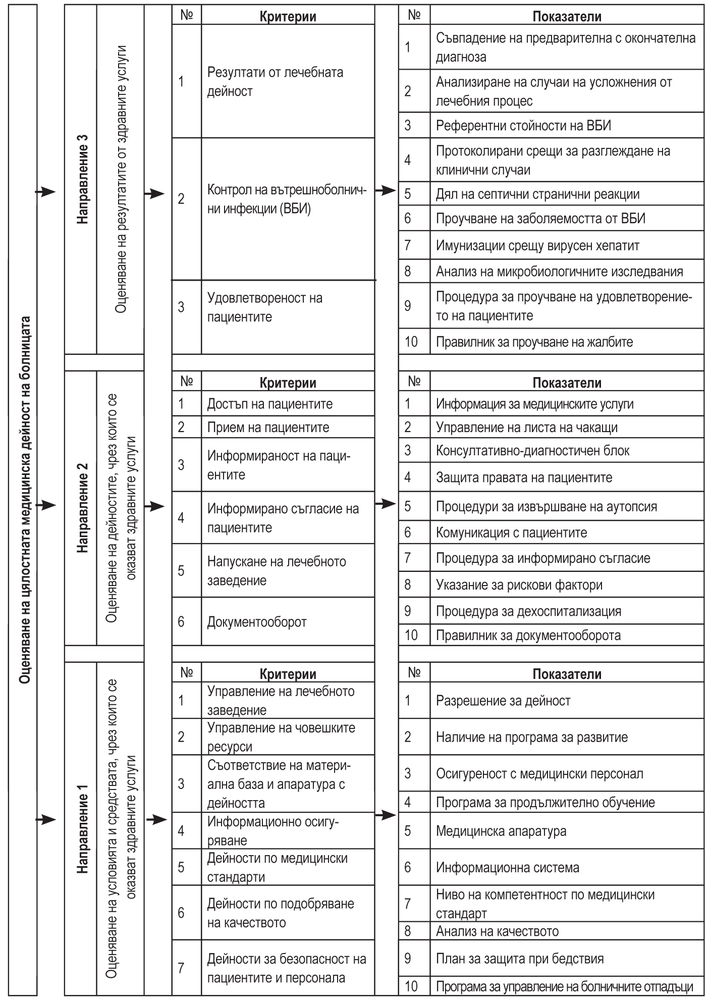 Оценяване на цялостната медицинска дейност на болницата
Направление 3
Оценяване на резултатите от здравните услуги
№
Критерии
1
Резултати от лечебната
дейност
2
Контрол на вътрешноболнич-
ни инфекции (ВБИ)
3
Удовлетвореност на
пациентите
№
Показатели
1
Съвпадение на предварителна с окончателна
диагноза
2
Анализиране на случаи на усложнения от
лечебния процес
3
Референтни стойности на ВБИ
4
Протоколирани срещи за разглеждане на
клинични случаи
5
Дял на септични странични реакции
6
Проучване на заболяемостта от ВБИ
7
Имунизации срещу вирусен хепатит
8
Анализ на микробиологичните изследвания
9
Процедура за проучване на удовлетворение-
то на пациентите
10
Правилник за проучване на жалбите
Направление 2
Оценяване на дейностите, чрез които се
оказват здравните услуги
№
Критерии
1
Достъп на пациентите
2
Прием на пациентите
3
Информираност на паци-
ентите
4
Информирано съгласие на
пациентите
5
Напускане на лечебното
заведение
6
Документооборот
№
Показатели
1
Информация за медицинските услуги
2
Управление на листа на чакащи
3
Консултативно-диагностичен блок
4
Защита правата на пациентите
5
Процедури за извършване на аутопсия
6
Комуникация с пациентите
7
Процедура за информирано съгласие
8
Указание за рискови фактори
9
Процедура за дехоспитализация
10
Правилник за документооборота
Направление 1
Оценяване на условията и средствата, чрез които се
оказват здравните услуги
№
Критерии
1
Управление на лечебното
заведение
2
Управление на човешките
ресурси
3
Съответствие на матери-
ална база и апаратура с
дейността
4
Информационно осигу-
ряване
5
Дейности по медицински
стандарти
6
Дейности по подобряване
на качеството
7
Дейности за безопасност на
пациентите и персонала
№
Показатели
1
Разрешение за дейност
2
Наличие на програма за развитие
3
Осигуреност с медицински персонал
4
Програма за продължително обучение
5
Медицинска апаратура
6
Информационна система
7
Ниво на компетентност по медицински
стандарт
8
Анализ на качеството
9
План за защита при бедствия
10
Програма за управление на болничните отпадъци